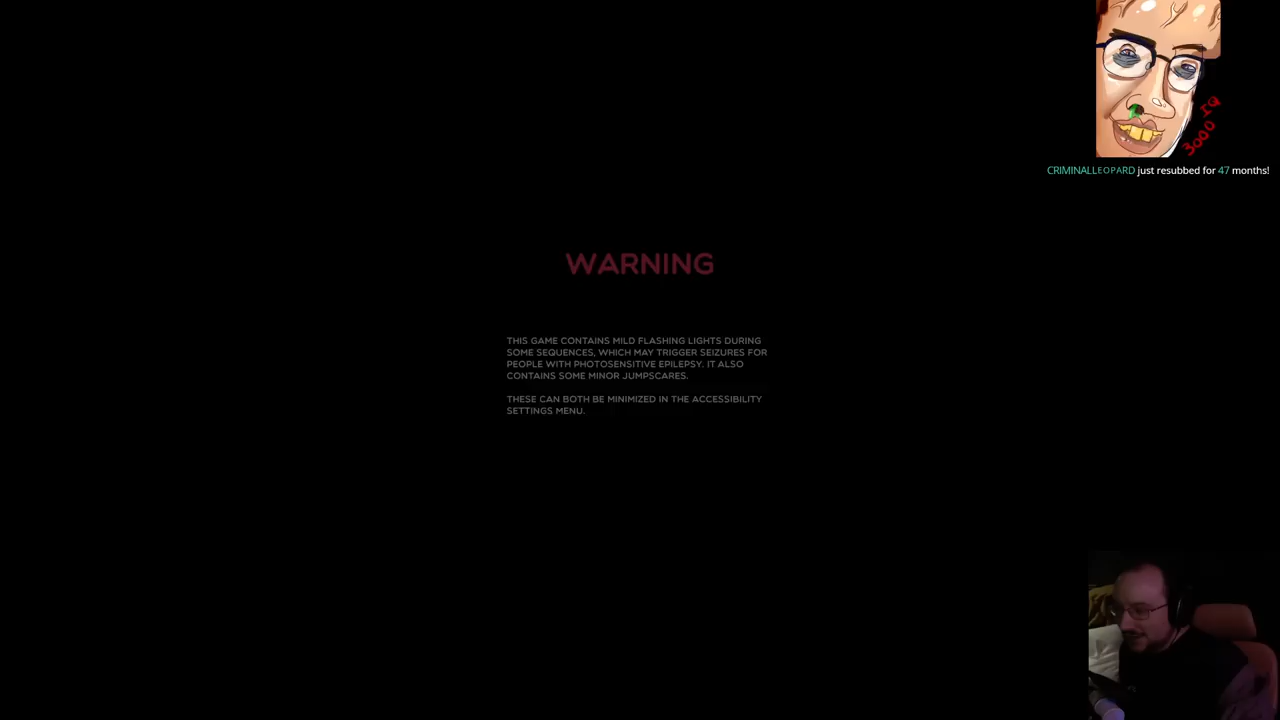 3000 IQ
CRIMINALLEOPARD just resubbed for 47 months!
WARNING
THIS GAME CONTAINS MILD FLASHING LIGHTS DURING
SOME SEQUENCES, WHICH MAY TRIGGER SEIZURES FOR
PEOPLE WITH PHOTOSENSITIVE EPILEPSY. IT ALSO
CONTAINS SOME MINOR JUMPSCARES.
THESE CAN BOTH BE MINIMIZED IN THE ACCESSIBILITY
SETTINGS MENU.